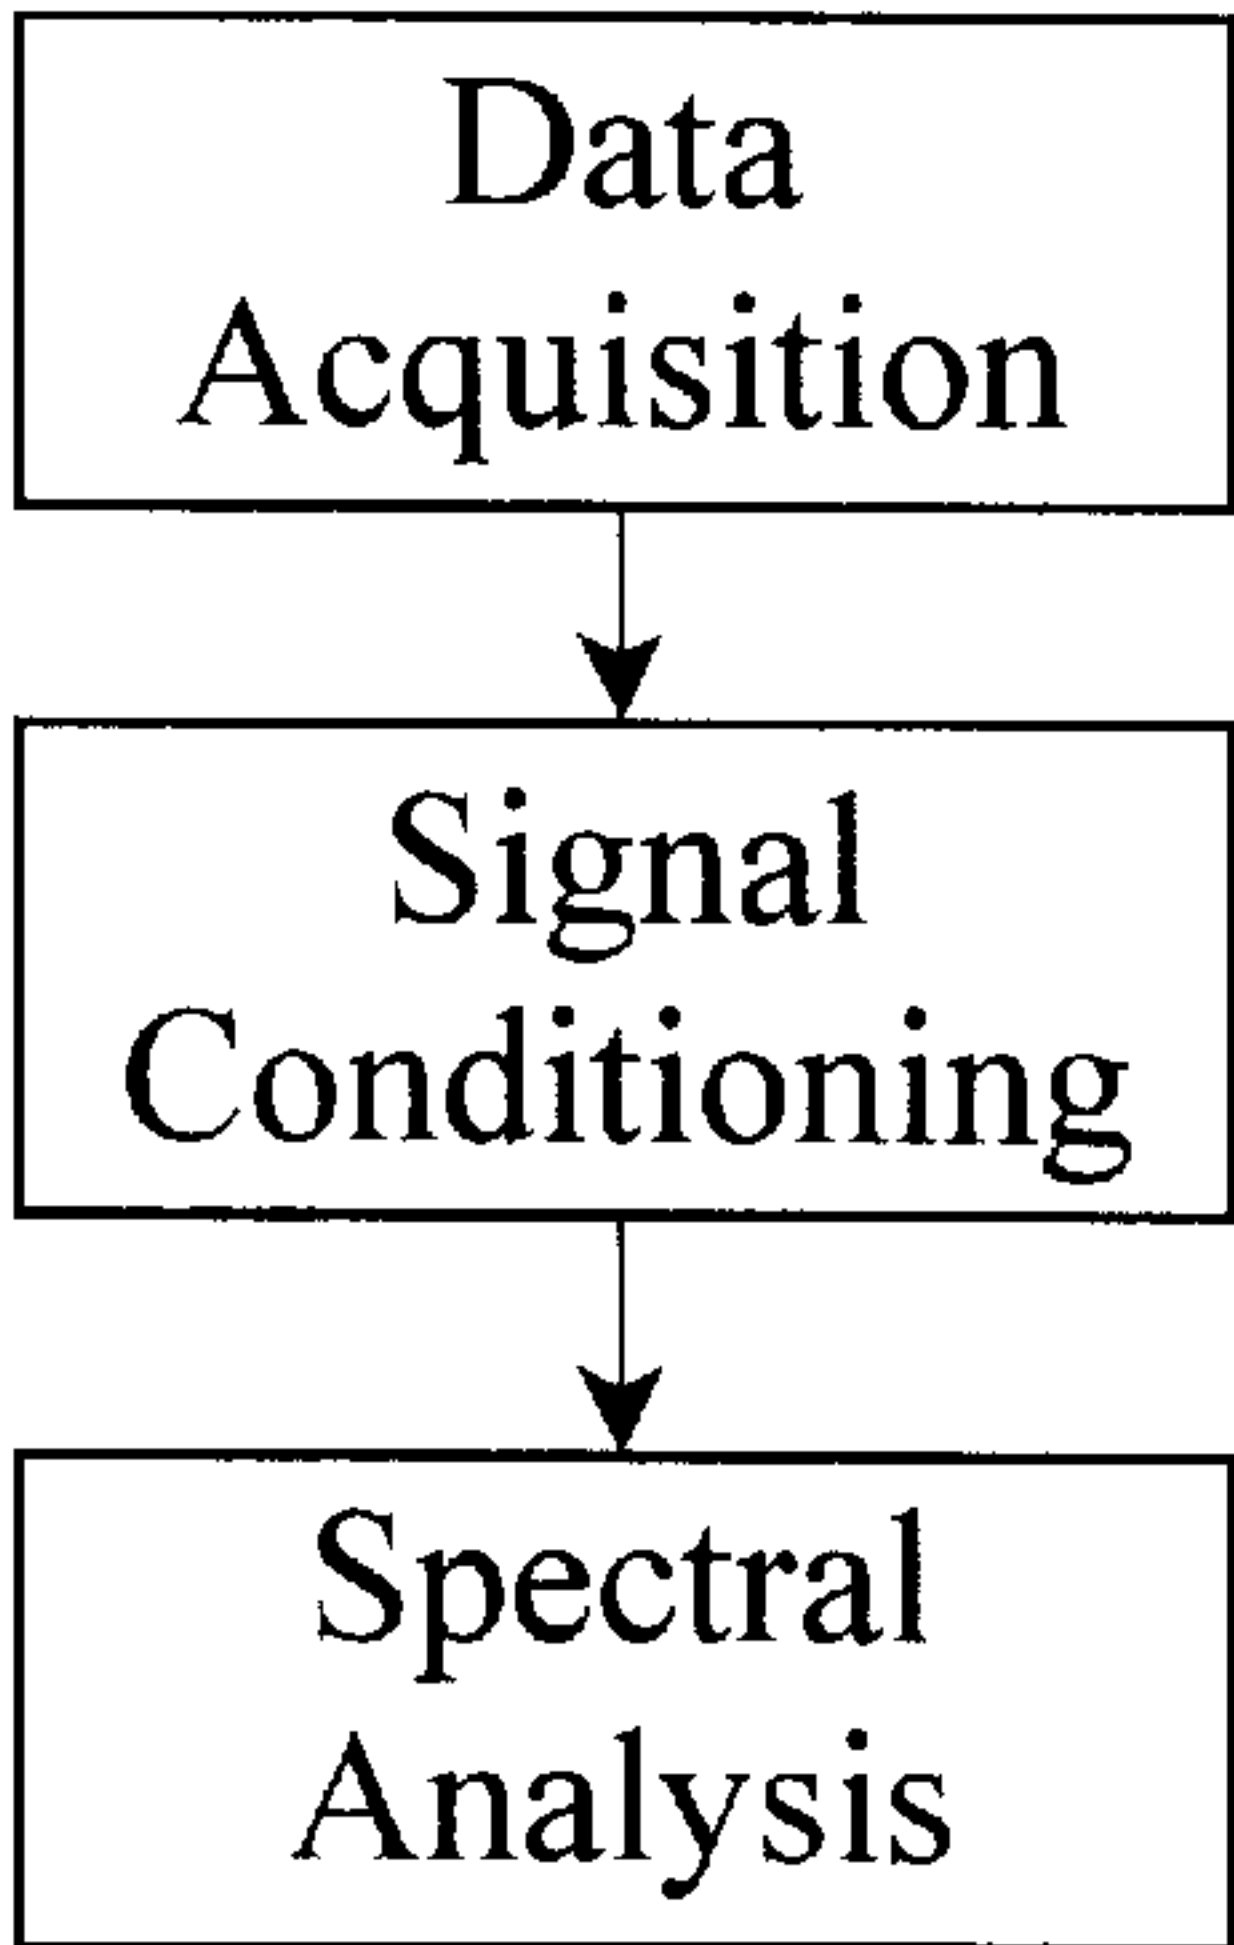 Data
Acquisition
Signal
Conditioning
Spectral
Analysis